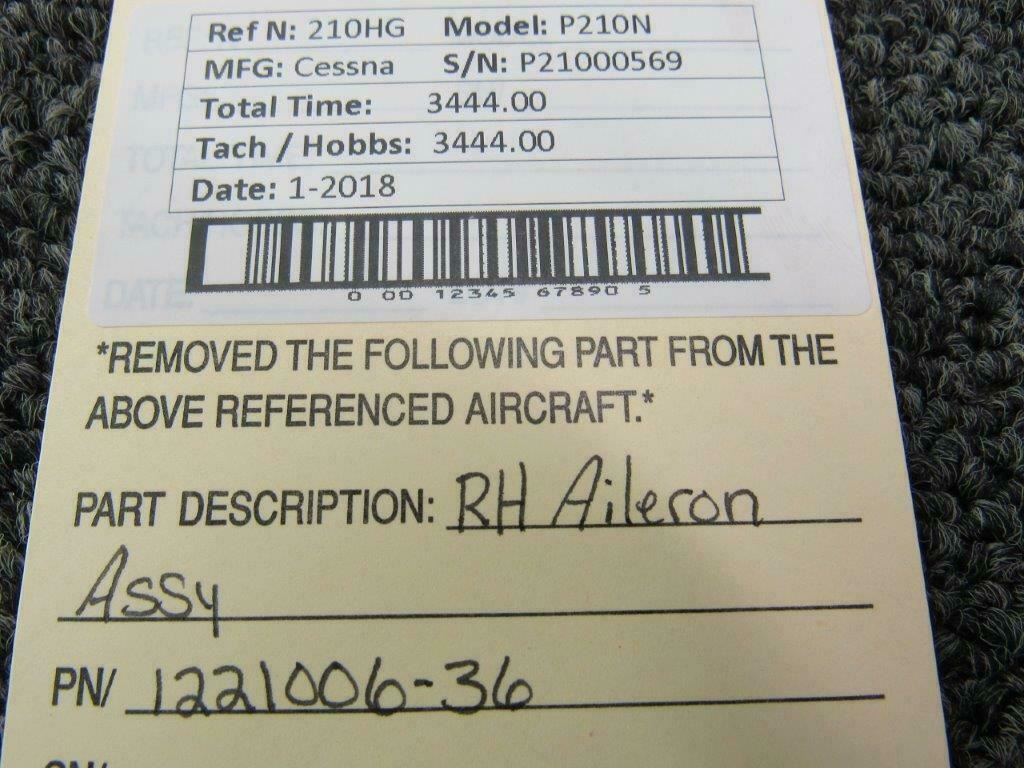 Ref N: 210HG Model: P210N
MFG: Cessna S/N: P21000569
Total Time: 3444.00
Tach / Hobbs: 3444.00
Date: 1-2018
0 00 12345 67890 5
*REMOVED THE FOLLOWING PART FROM THE
ABOVE REFERENCED AIRCRAFT.*
PART DESCRIPTION: RH Aileron
Assy
PN/ 1221006-36